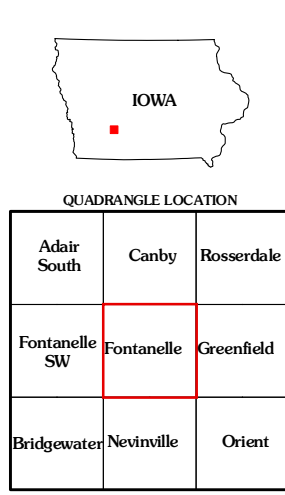 IOWA
QUADRANGLE LOCATION
Adair
South
Canby
Rosserdale
Fontanelle
SW
Fontanelle
Greenfield
Bridgewater
Nevinville
Orient